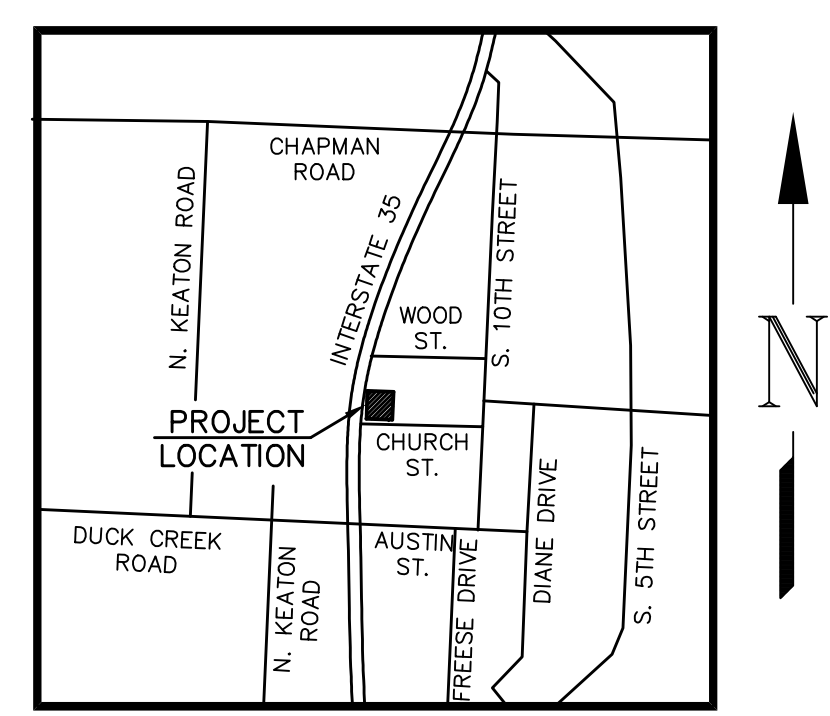 CHAPMAN
ROAD
N. KEATON ROAD
INTERSTATE 35
S. 10TH STREET
WOOD
ST.
N
PROJECT
LOCATION
CHURCH
ST.
DUCK CREEK
ROAD
N. KEATON
ROAD
AUSTIN
ST.
FREESE DRIVE
DIANE DRIVE
S. 5TH STREET